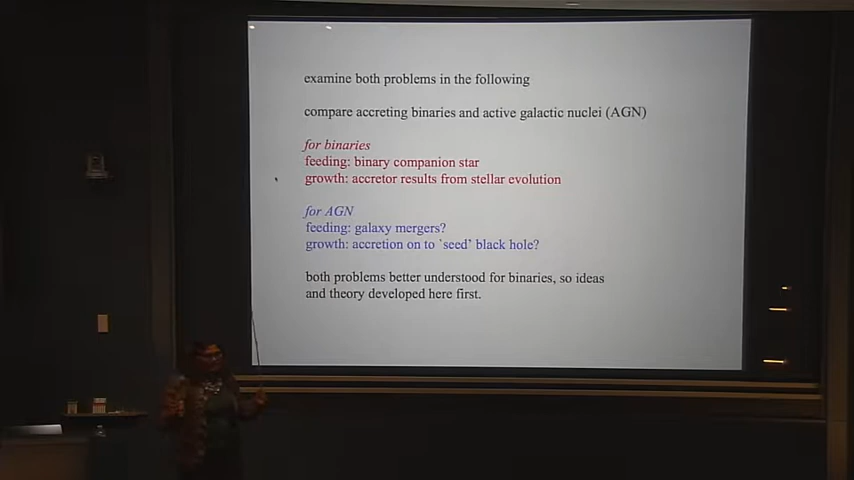 examine both problems in the following
compare accreting binaries and active galactic nuclei (AGN)
for binaries
feeding: binary companion star
growth: accretor results from stellar evolution
for AGN
feeding: galaxy mergers?
growth: accretion on to `seed' black hole?
both problems better understood for binaries, so ideas
and theory developed here first.